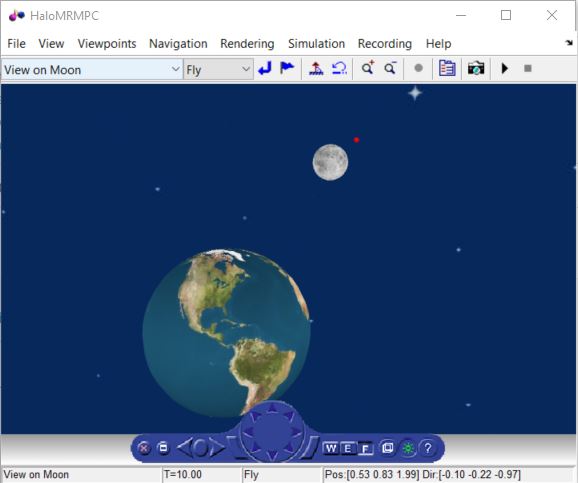 HaloMRMPC
File View Viewpoints Navigation Rendering Simulation Recording Help
View on Moon Fly
W E F ?
View on Moon T=10.00 Fly Pos:[0.53 0.83 1.99] Dir:[-0.10 -0.22 -0.97]